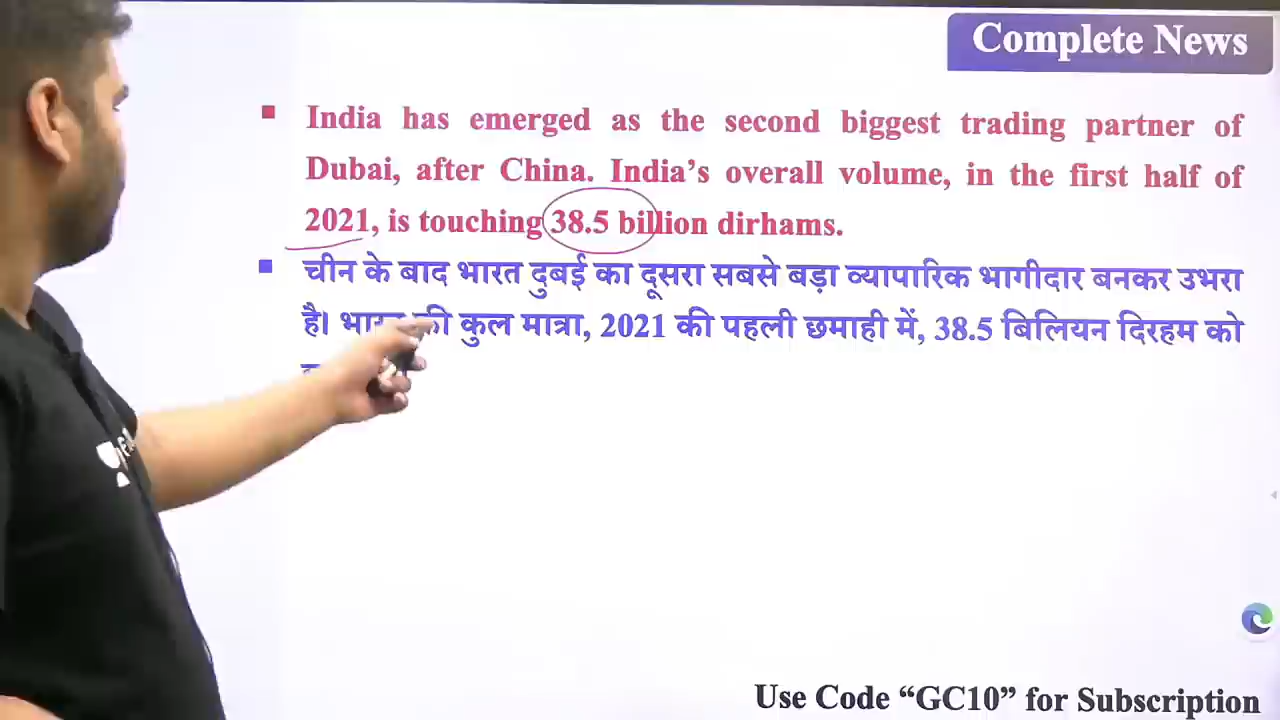 Complete News
India has emerged as the second biggest trading partner of
Dubai, after China. India's overall volume, in the first half of
2021, is touching 38.5 billion dirhams.
चीन के बाद भारत दुबई का दूसरा सबसे बड़ा व्यापारिक भागीदार बनकर उभरा
है। भारत की कुल मात्रा, 2021 की पहली छमाही में, 38.5 बिलियन दिरहम को
Use Code “GC10” for Subscription